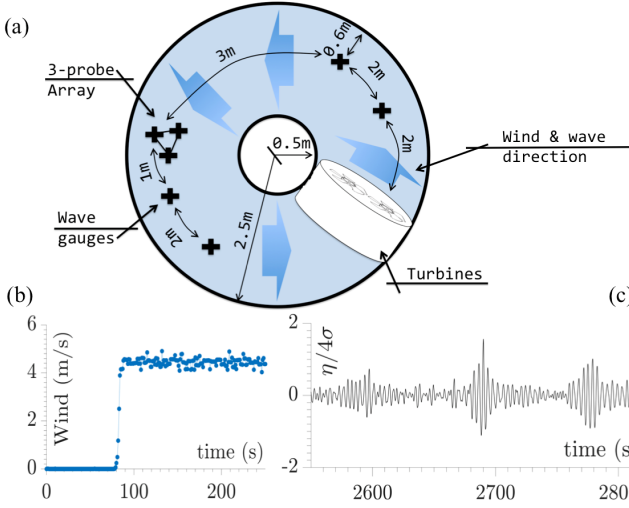 (a)
0.6m
3m
2m
3-probe
Array
2m
0.5m
Wind & wave
direction
1m
Wave
gauges
2m
2.5m
Turbines
(b)
(c)
6
4
2
0
Wind (m/s)
time (s)
0
100
200
2
0
-2
η/4σ
time (s
2600
2700
280